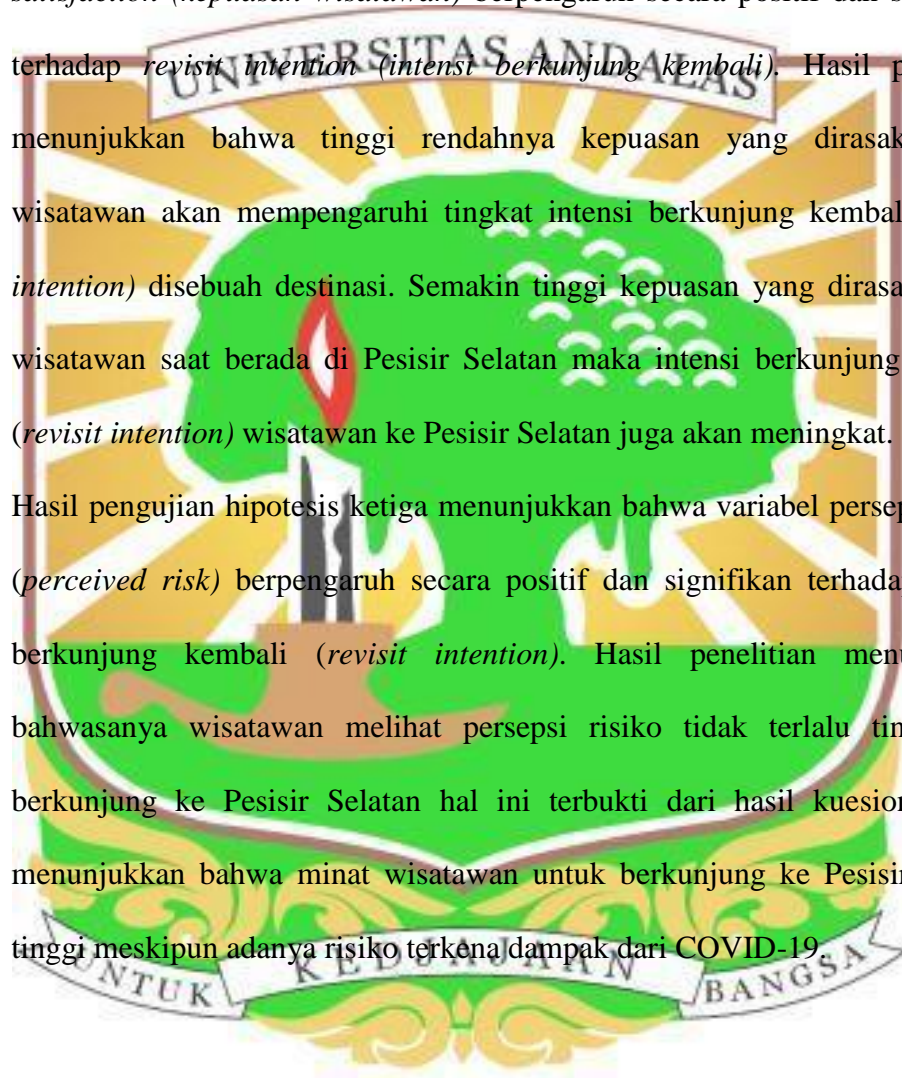 satisfaction (kepuasan wisatawan) berpengaruh secara positif dan s
terhadap revisit intention (intensi berkunjung kembali). Hasil p
menunjukkan bahwa tinggi rendahnya kepuasan yang dirasak
wisatawan akan mempengaruhi tingkat intensi berkunjung kembal
intention) disebuah destinasi. Semakin tinggi kepuasan yang dirasa
wisatawan saat berada di Pesisir Selatan maka intensi berkunjung
(revisit intention) wisatawan ke Pesisir Selatan juga akan meningkat.
Hasil pengujian hipotesis ketiga menunjukkan bahwa variabel persep
(perceived risk) berpengaruh secara positif dan signifikan terhada
berkunjung kembali (revisit intention). Hasil penelitian menu
bahwasanya wisatawan melihat persepsi risiko tidak terlalu tin
berkunjung ke Pesisir Selatan hal ini terbukti dari hasil kuesion
menunjukkan bahwa minat wisatawan untuk berkunjung ke Pesisir
tinggi meskipun adanya risiko terkena dampak dari COVID-19.
UNIVERSITAS ANDALAS
UNTUK KEDJAJAAN BANGSA